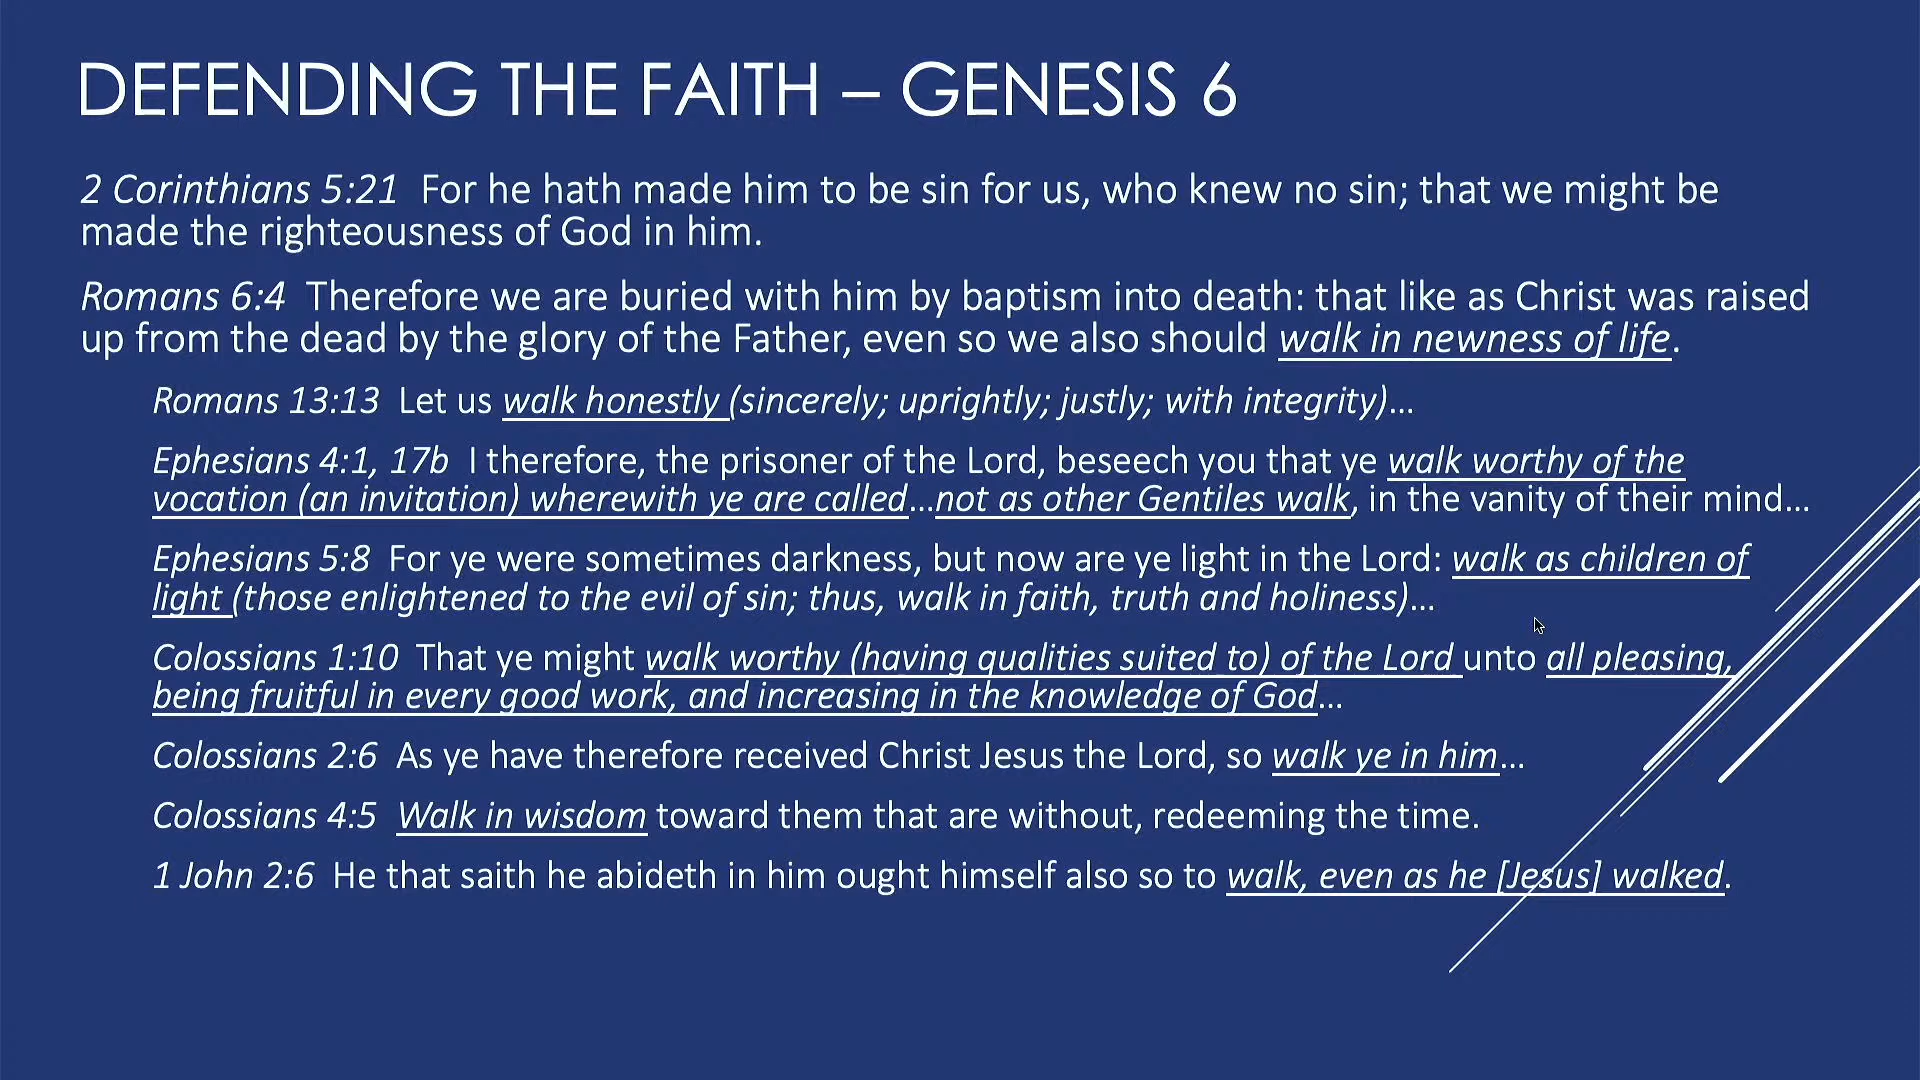 DEFENDING THE FAITH – GENESIS 6
2 Corinthians 5:21  For he hath made him to be sin for us, who knew no sin; that we might be
made the righteousness of God in him.
Romans 6:4  Therefore we are buried with him by baptism into death: that like as Christ was raised
up from the dead by the glory of the Father, even so we also should walk in newness of life.
Romans 13:13  Let us walk honestly (sincerely; uprightly; justly; with integrity)…
Ephesians 4:1, 17b  I therefore, the prisoner of the Lord, beseech you that ye walk worthy of the
vocation (an invitation) wherewith ye are called…not as other Gentiles walk, in the vanity of their mind…
Ephesians 5:8  For ye were sometimes darkness, but now are ye light in the Lord: walk as children of
light (those enlightened to the evil of sin; thus, walk in faith, truth and holiness)…
Colossians 1:10  That ye might walk worthy (having qualities suited to) of the Lord unto all pleasing,
being fruitful in every good work, and increasing in the knowledge of God…
Colossians 2:6  As ye have therefore received Christ Jesus the Lord, so walk ye in him…
Colossians 4:5  Walk in wisdom toward them that are without, redeeming the time.
1 John 2:6  He that saith he abideth in him ought himself also so to walk, even as he [Jesus] walked.